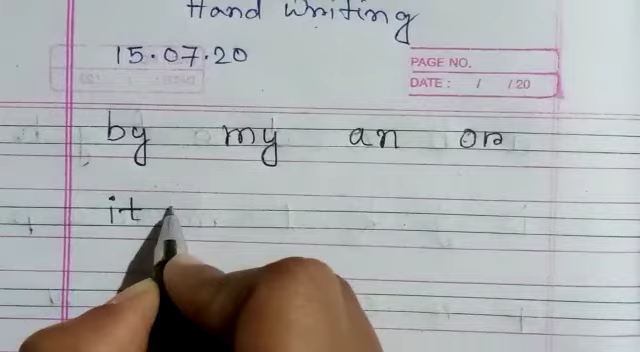 Hand Writing
15.07.20
PAGE NO.
DATE : / / 20
by my an on
it